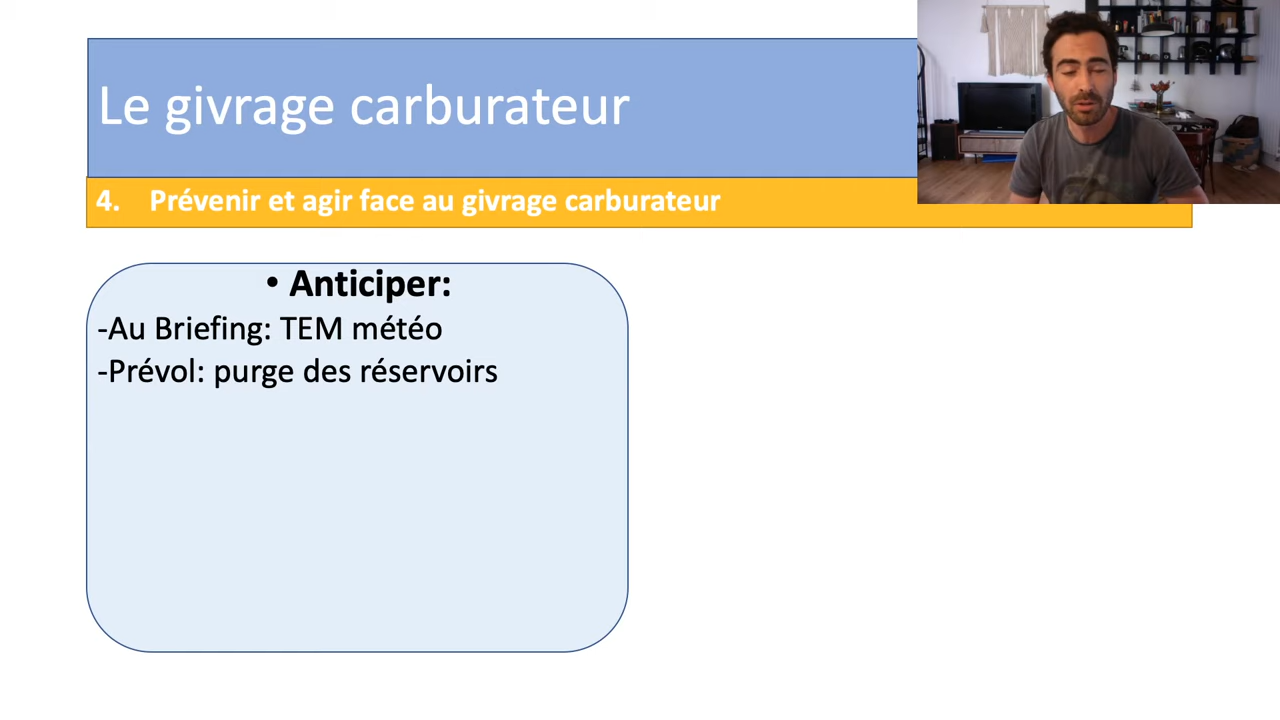 Le givrage carburateur
4. Prévenir et agir face au givrage carburateur
• Anticiper:
-Au Briefing: TEM météo
-Prévol: purge des réservoirs